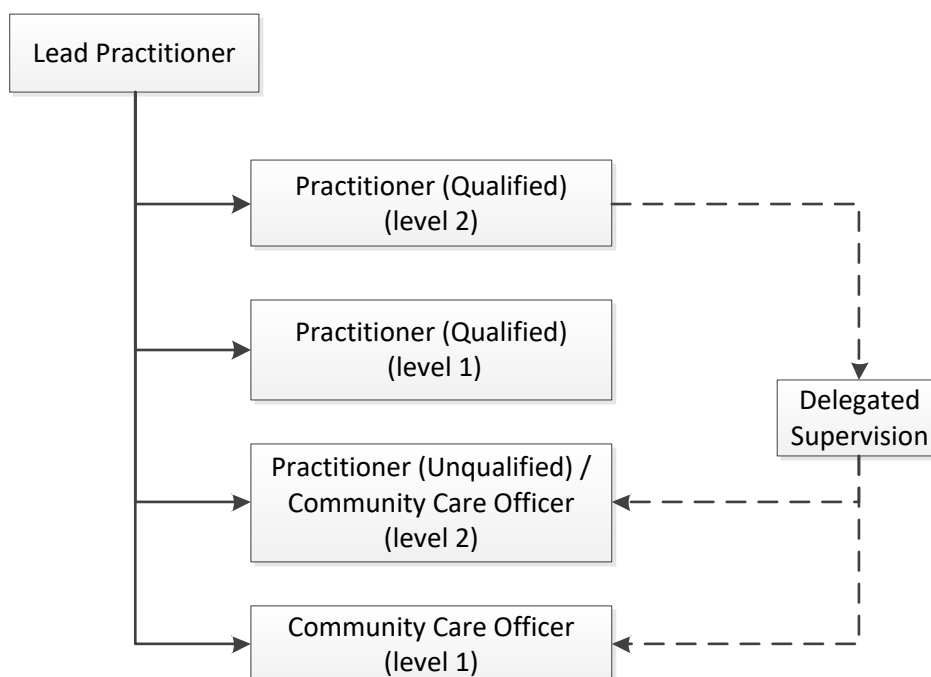 Lead Practitioner
Practitioner (Qualified)
(level 2)
Practitioner (Qualified)
(level 1)
Delegated
Supervision
Practitioner (Unqualified) /
Community Care Officer
(level 2)
Community Care Officer
(level 1)